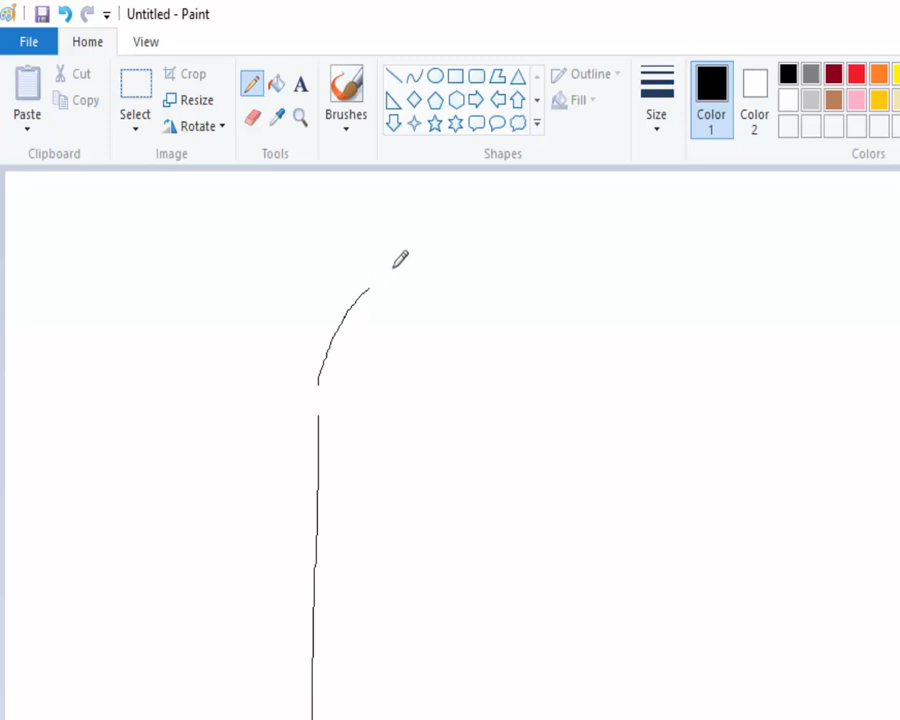 Untitled - Paint
File Home View
Paste
Cut
Copy
Clipboard
Select
Crop
Resize
Rotate
Image
A
Tools
Brushes
Outline
Fill
Shapes
Size
Color 1
Color 2
Colors